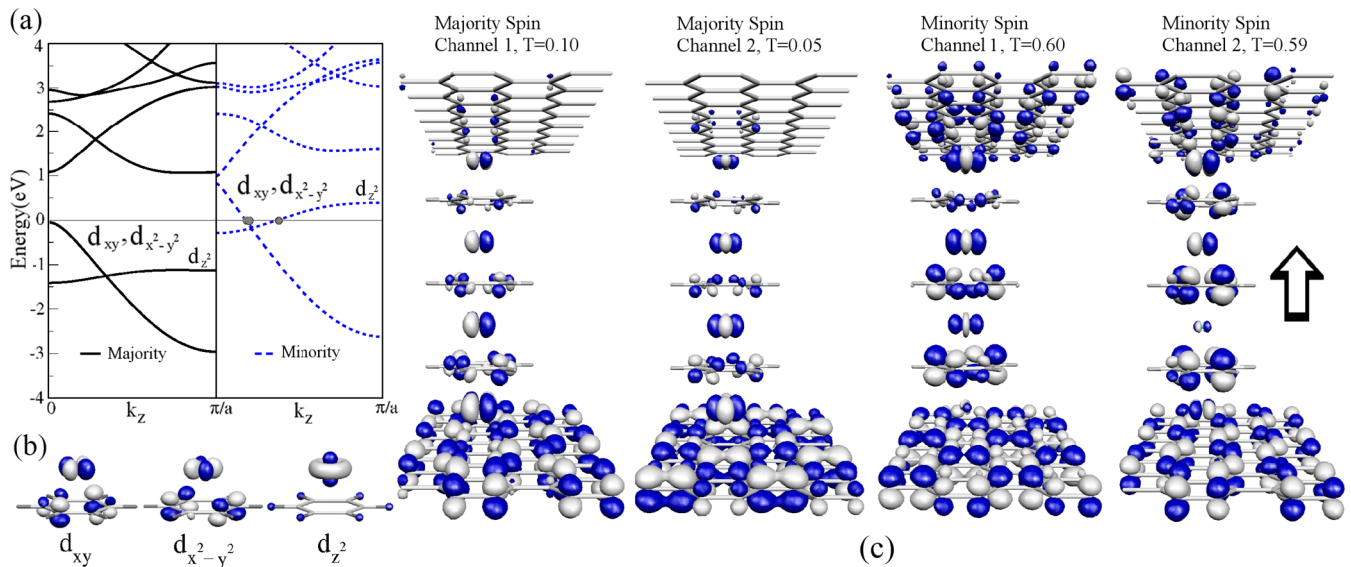 (a)
4
3
2
1
0
-1
-2
-3
-4
Energy(eV)
d_xy, d_x²-y²
d_z²
Majority
0
k_z
π/a
d_xy, d_x²-y²
d_z²
Minority
k_z
π/a
(b)
d_xy
d_x²-y²
d_z²
Majority Spin
Channel 1, T=0.10
Majority Spin
Channel 2, T=0.05
Minority Spin
Channel 1, T=0.60
Minority Spin
Channel 2, T=0.59
(c)